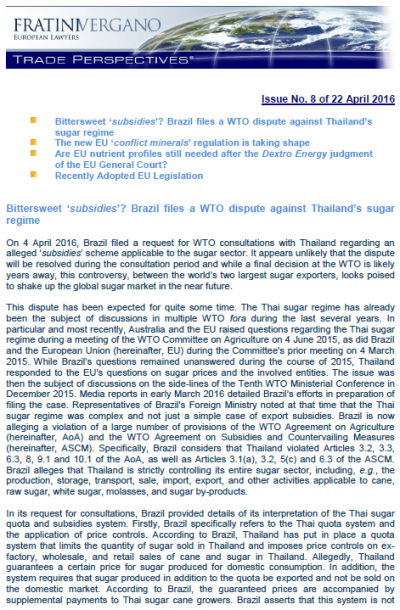 FRATINIVERGANO
EUROPEAN LAWYERS
TRADE PERSPECTIVES®
Issue No. 8 of 22 April 2016
Bittersweet ‘subsidies’? Brazil files a WTO dispute against Thailand’s
sugar regime
The new EU ‘conflict minerals’ regulation is taking shape
Are EU nutrient profiles still needed after the Dextro Energy judgment
of the EU General Court?
Recently Adopted EU Legislation
Bittersweet ‘subsidies’? Brazil files a WTO dispute against Thailand’s sugar
regime
On 4 April 2016, Brazil filed a request for WTO consultations with Thailand regarding an
alleged ‘subsidies’ scheme applicable to the sugar sector. It appears unlikely that the dispute
will be resolved during the consultation period and while a final decision at the WTO is likely
years away, this controversy, between the world’s two largest sugar exporters, looks poised
to shake up the global sugar market in the near future.
This dispute has been expected for quite some time. The Thai sugar regime has already
been the subject of discussions in multiple WTO fora during the last several years. In
particular and most recently, Australia and the EU raised questions regarding the Thai sugar
regime during a meeting of the WTO Committee on Agriculture on 4 June 2015, as did Brazil
and the European Union (hereinafter, EU) during the Committee’s prior meeting on 4 March
2015. While Brazil’s questions remained unanswered during the course of 2015, Thailand
responded to the EU’s questions on sugar prices and the involved entities. The issue was
then the subject of discussions on the side-lines of the Tenth WTO Ministerial Conference in
December 2015. Media reports in early March 2016 detailed Brazil’s efforts in preparation of
filing the case. Representatives of Brazil’s Foreign Ministry noted at that time that the Thai
sugar regime was complex and not just a simple case of export subsidies. Brazil is now
alleging a violation of a large number of provisions of the WTO Agreement on Agriculture
(hereinafter, AoA) and the WTO Agreement on Subsidies and Countervailing Measures
(hereinafter, ASCM). Specifically, Brazil considers that Thailand violated Articles 3.2, 3.3,
6.3, 8, 9.1 and 10.1 of the AoA, as well as Articles 3.1(a), 3.2, 5(c) and 6.3 of the ASCM.
Brazil alleges that Thailand is strictly controlling its entire sugar sector, including, e.g., the
production, storage, transport, sale, import, export, and other activities applicable to cane,
raw sugar, white sugar, molasses, and sugar by-products.
In its request for consultations, Brazil provided details of its interpretation of the Thai sugar
quota and subsidies system. Firstly, Brazil specifically refers to the Thai quota system and
the application of price controls. According to Brazil, Thailand has put in place a quota
system that limits the quantity of sugar sold in Thailand and imposes price controls on ex-
factory, wholesale, and retail sales of cane and sugar in Thailand. Allegedly, Thailand
guarantees a certain price for sugar produced for domestic consumption. In addition, the
system requires that sugar produced in addition to the quota be exported and not be sold on
the domestic market. According to Brazil, the guaranteed prices are accompanied by
supplemental payments to Thai sugar cane growers. Brazil asserts that this system is not